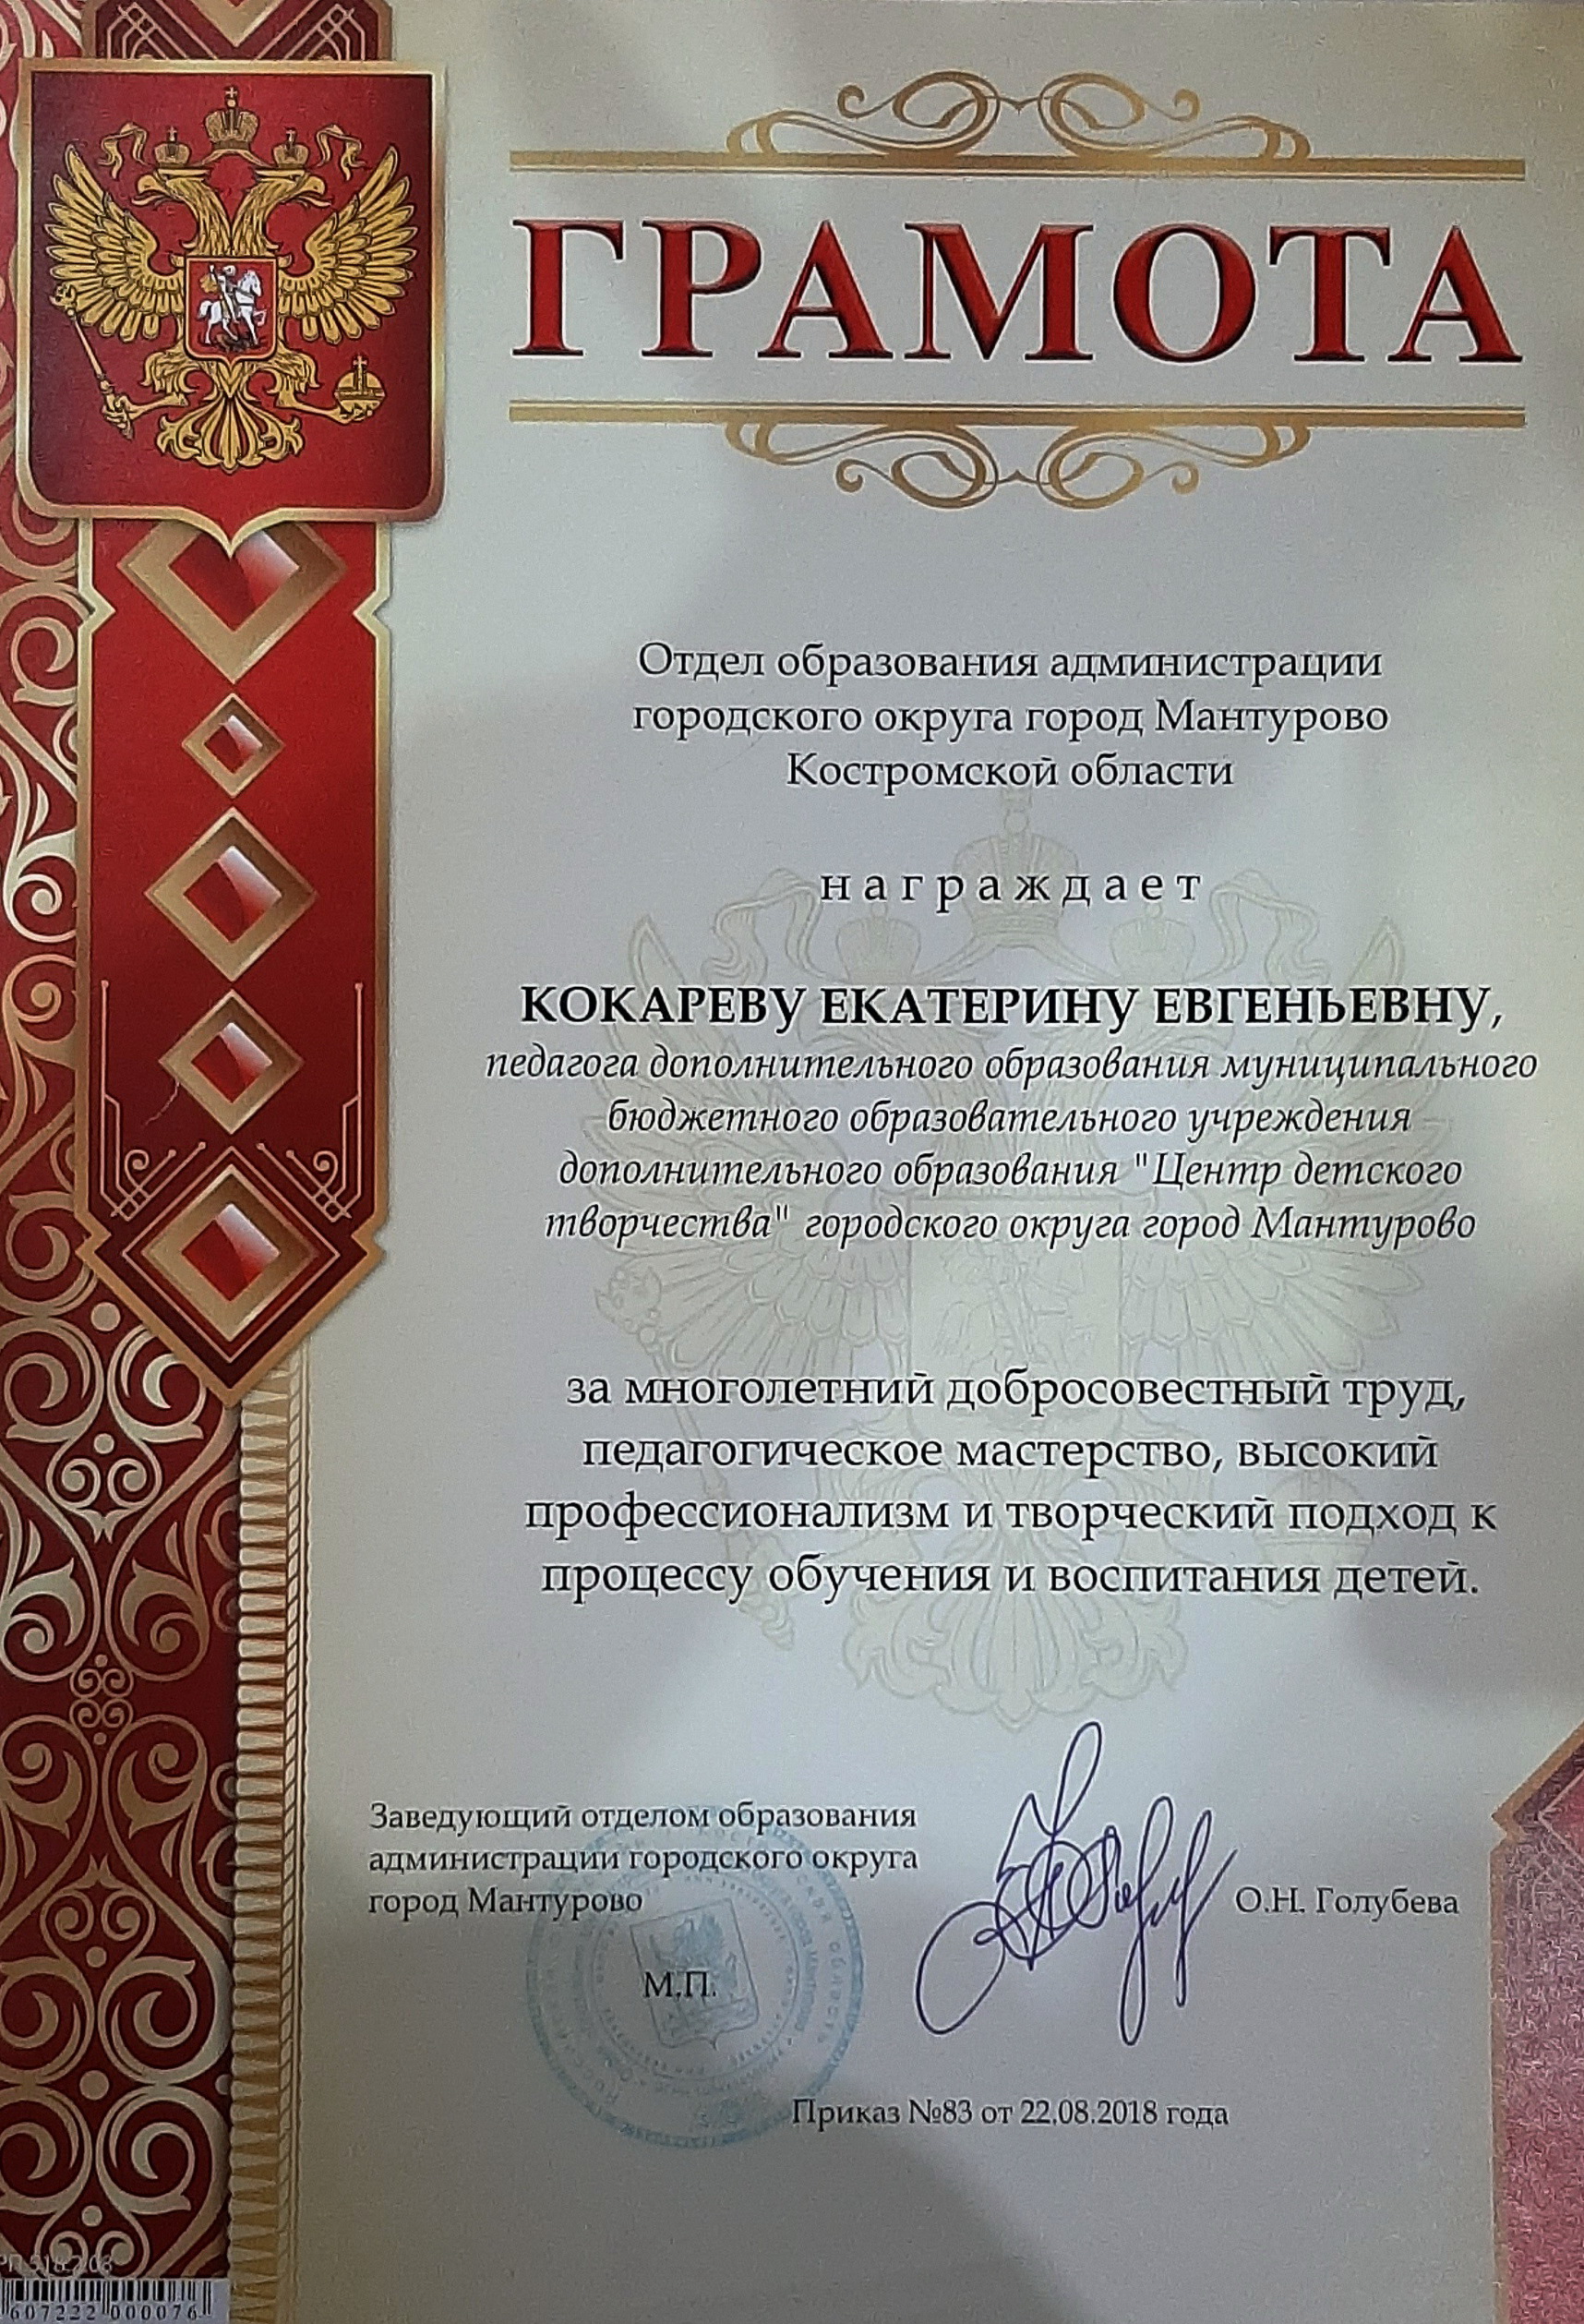 ГРАМОТА
Отдел образования администрации
городского округа город Мантурово
Костромской области
награждает
КОКАРЕВУ ЕКАТЕРИНУ ЕВГЕНЬЕВНУ,
педагога дополнительного образования муниципального
бюджетного образовательного учреждения
дополнительного образования "Центр детского
творчества" городского округа город Мантурово
за многолетний добросовестный труд,
педагогическое мастерство, высокий
профессионализм и творческий подход к
процессу обучения и воспитания детей.
Заведующий отделом образования
администрации городского округа
город Мантурово
О.Н. Голубева
М.П.
Приказ №83 от 22.08.2018 года
607222 000076